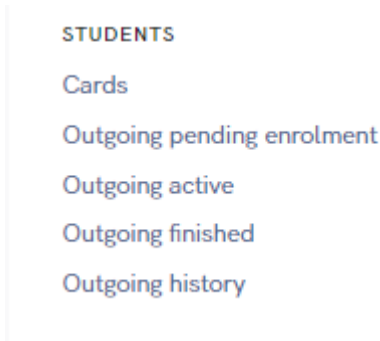 STUDENTS
Cards
Outgoing pending enrolment
Outgoing active
Outgoing finished
Outgoing history